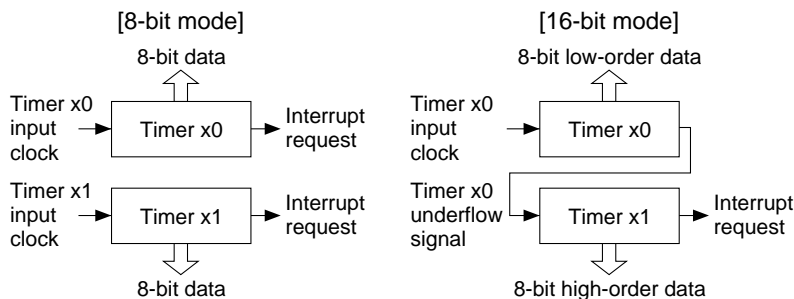 [8-bit mode]
8-bit data
Timer x0
input
clock
Timer x0
Interrupt
request
Timer x1
input
clock
Timer x1
Interrupt
request
8-bit data
[16-bit mode]
8-bit low-order data
Timer x0
input
clock
Timer x0
Timer x0
underflow
signal
Timer x1
Interrupt
request
8-bit high-order data